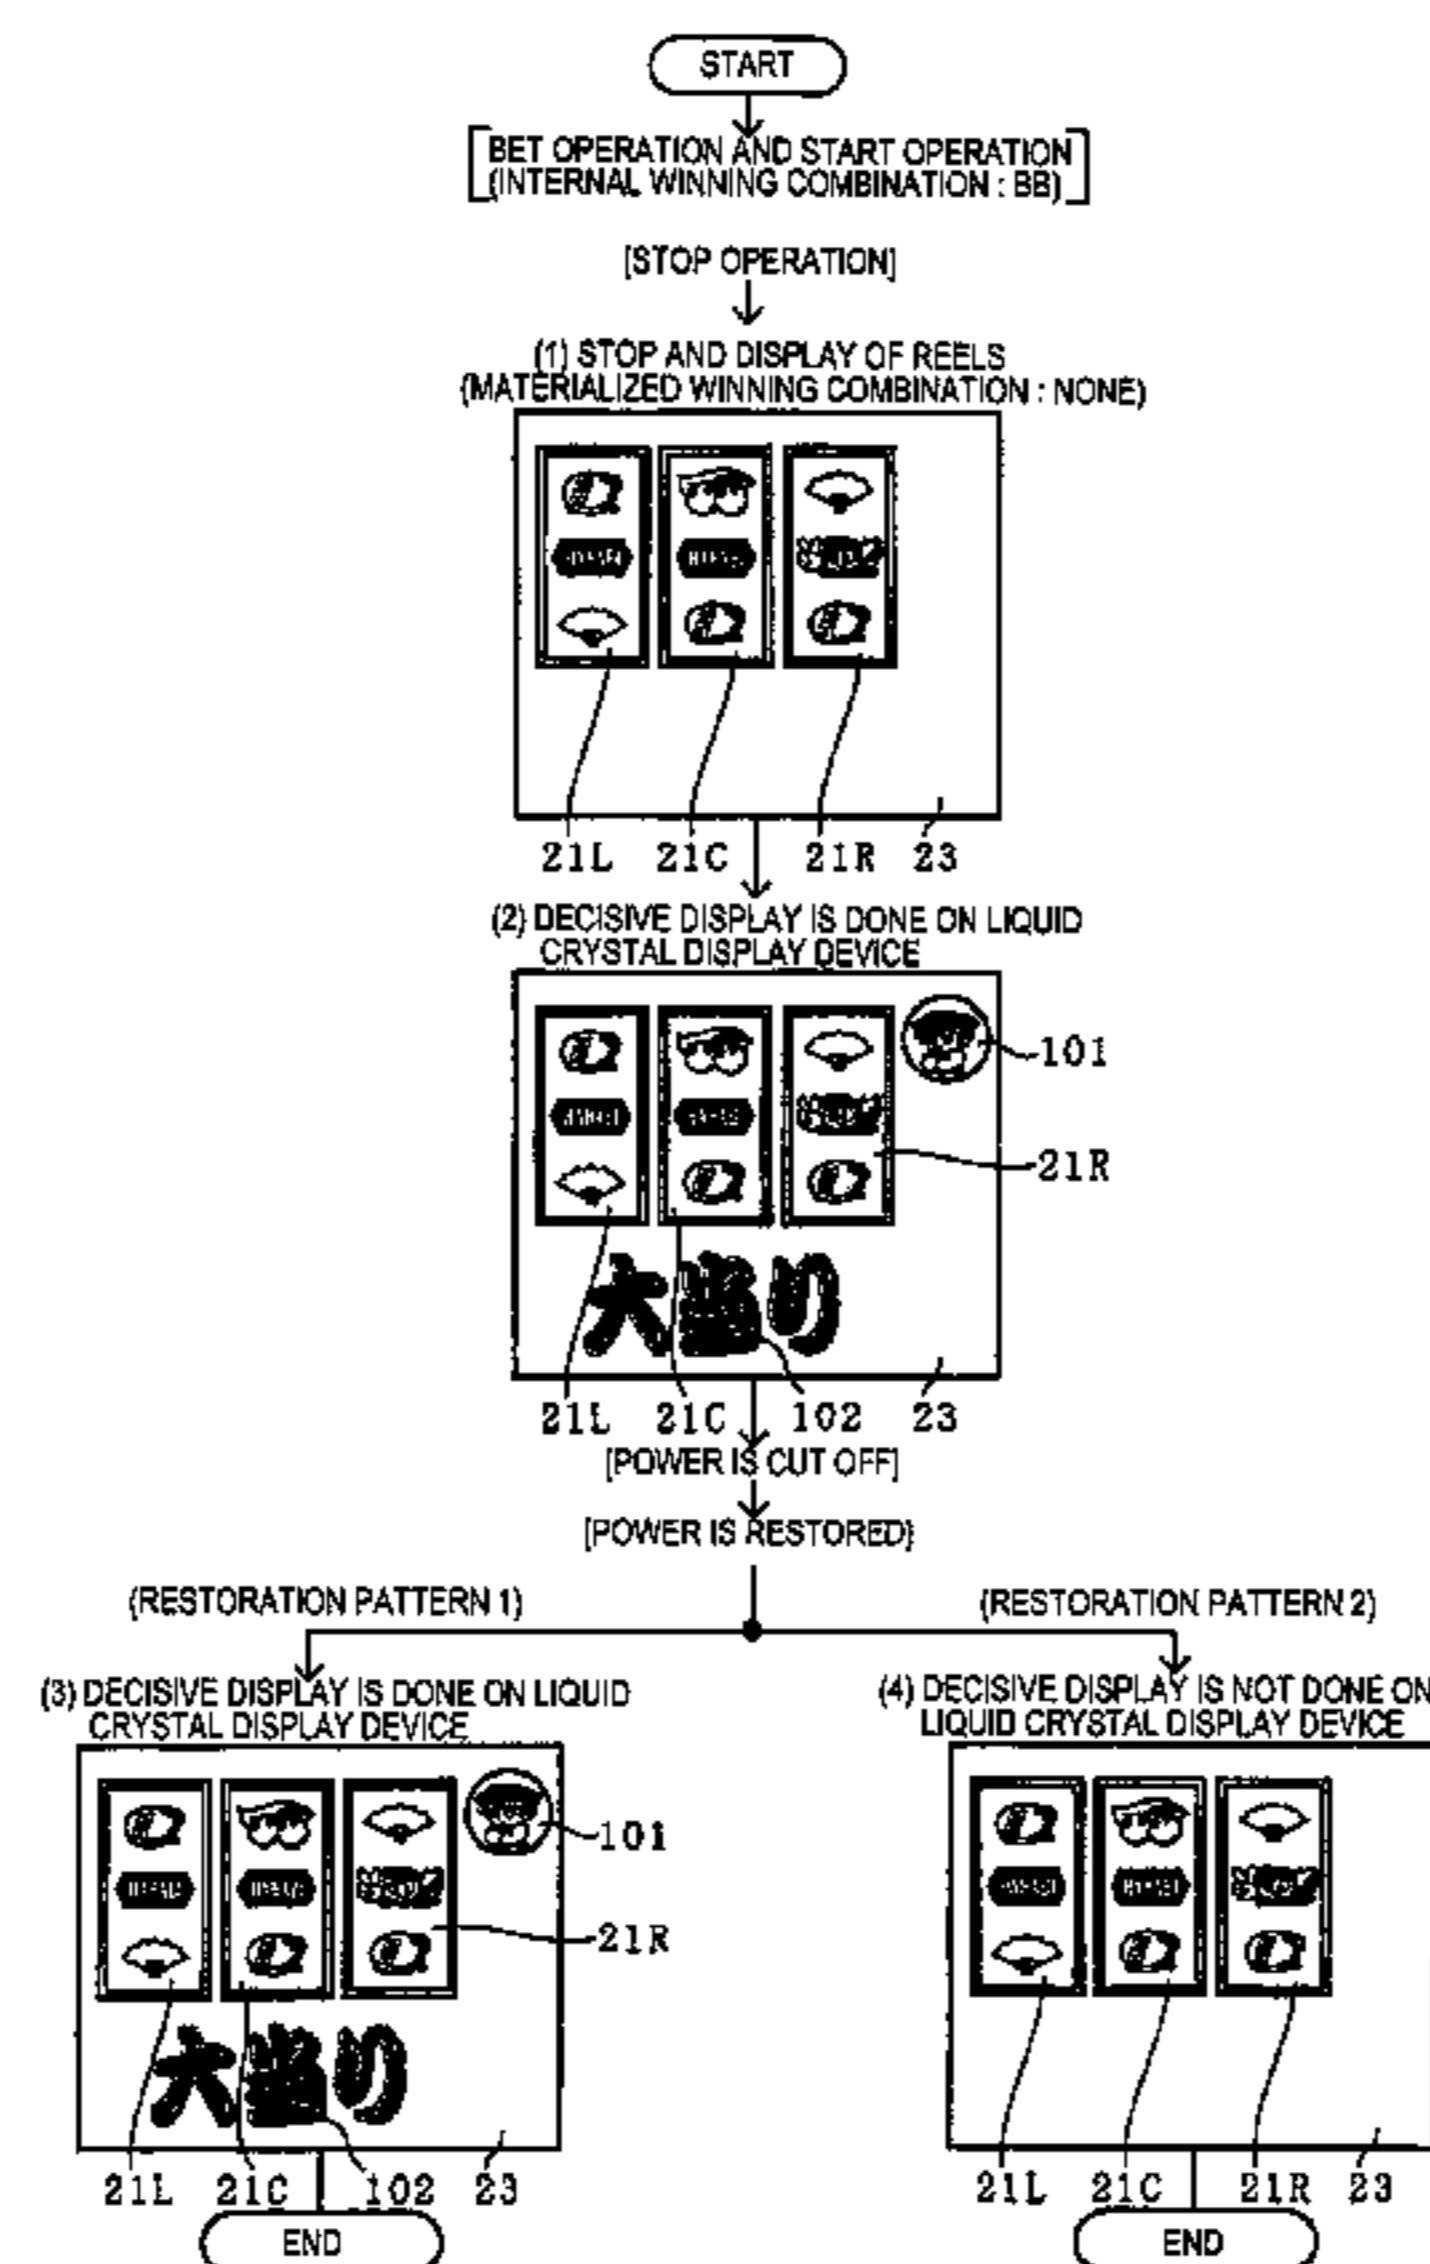 START
[BET OPERATION AND START OPERATION
(INTERNAL WINNING COMBINATION : BB)]
[STOP OPERATION]
(1) STOP AND DISPLAY OF REELS
(MATERIALIZED WINNING COMBINATION : NONE)
21L 21C 21R 23
(2) DECISIVE DISPLAY IS DONE ON LIQUID
CRYSTAL DISPLAY DEVICE
101
21R
大当り
21L 21C 102 23
[POWER IS CUT OFF]
[POWER IS RESTORED]
(RESTORATION PATTERN 1) (RESTORATION PATTERN 2)
(3) DECISIVE DISPLAY IS DONE ON LIQUID
CRYSTAL DISPLAY DEVICE
101
21R
大当り
21L 21C 102 23
END
(4) DECISIVE DISPLAY IS NOT DONE ON
LIQUID CRYSTAL DISPLAY DEVICE
21L 21C 21R 23
END